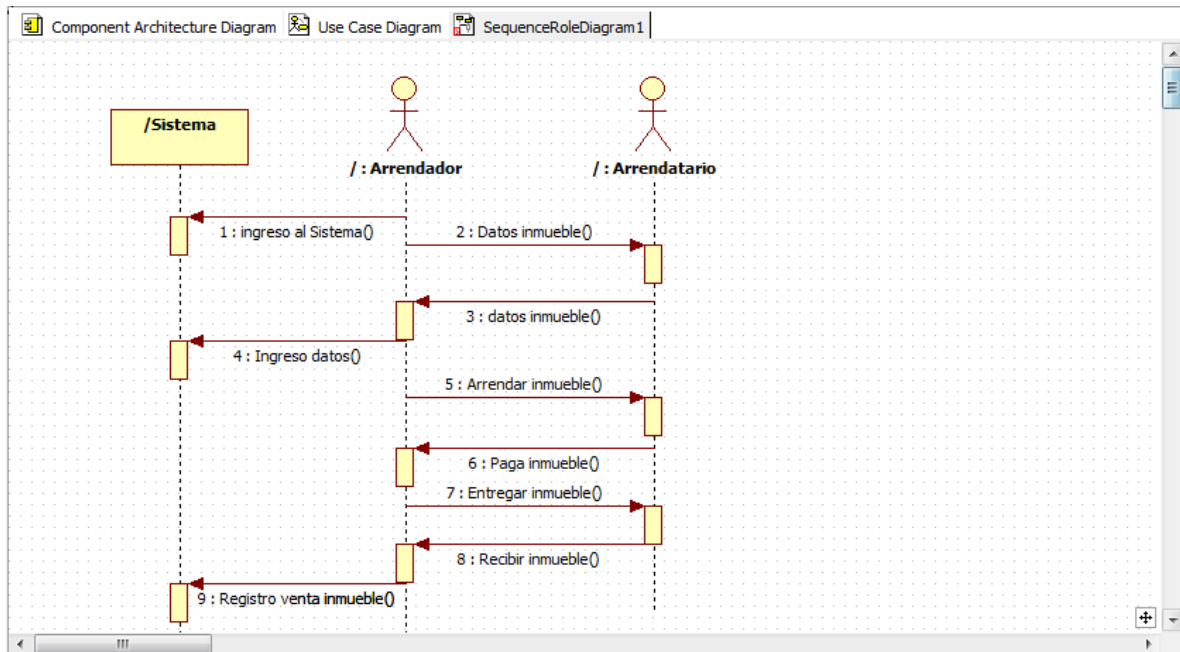 Component Architecture Diagram Use Case Diagram SequenceRoleDiagram1
/Sistema
/ : Arrendador / : Arrendatario
1 : ingreso al Sistema()
2 : Datos inmueble()
3 : datos inmueble()
4 : Ingreso datos()
5 : Arrendar inmueble()
6 : Paga inmueble()
7 : Entregar inmueble()
8 : Recibir inmueble()
9 : Registro venta inmueble()